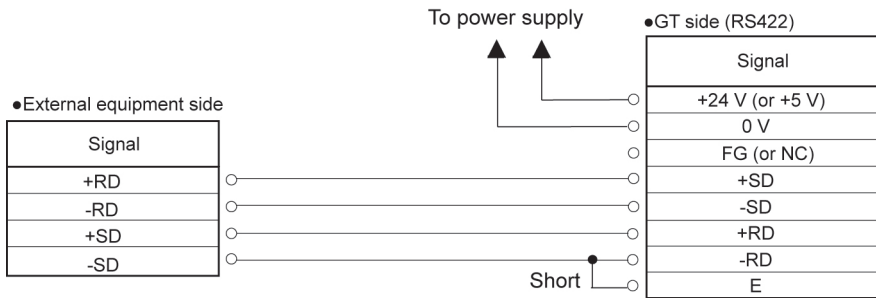 To power supply
●GT side (RS422)
Signal
+24 V (or +5 V)
0 V
FG (or NC)
+SD
-SD
+RD
-RD
E
●External equipment side
Signal
+RD
-RD
+SD
-SD
Short